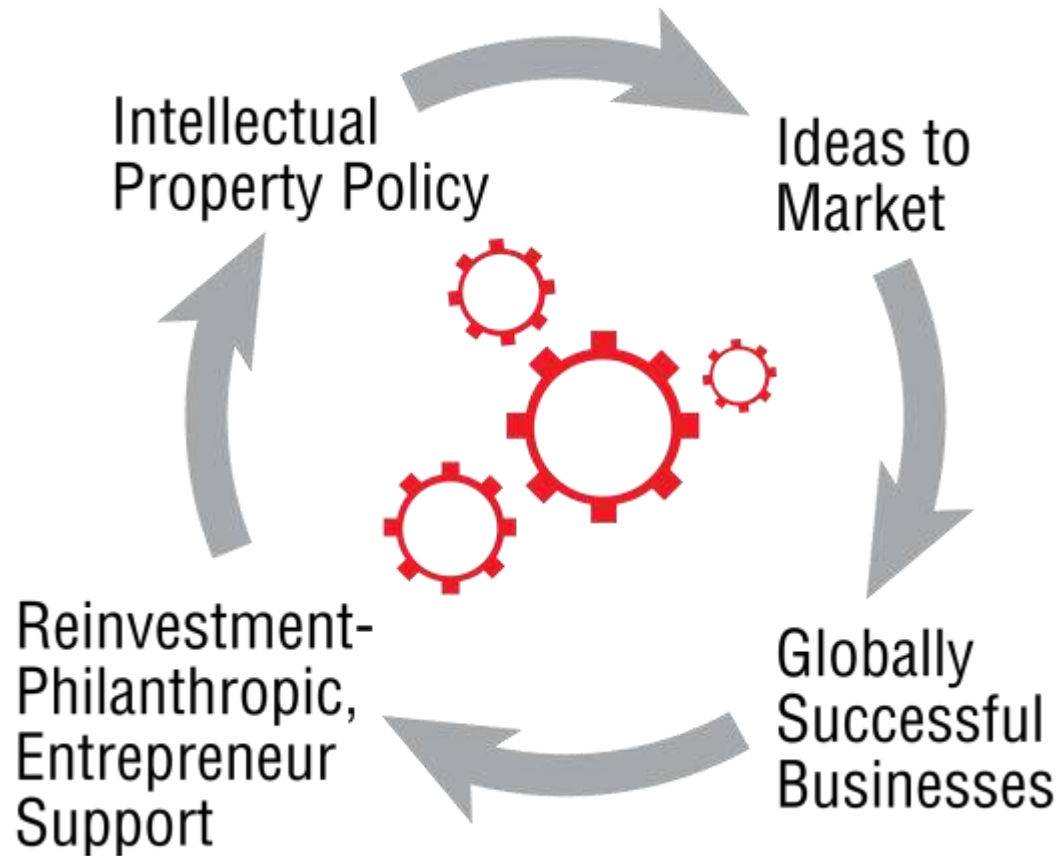 Intellectual
Property Policy
Ideas to
Market
Globally
Successful
Businesses
Reinvestment-
Philanthropic,
Entrepreneur
Support